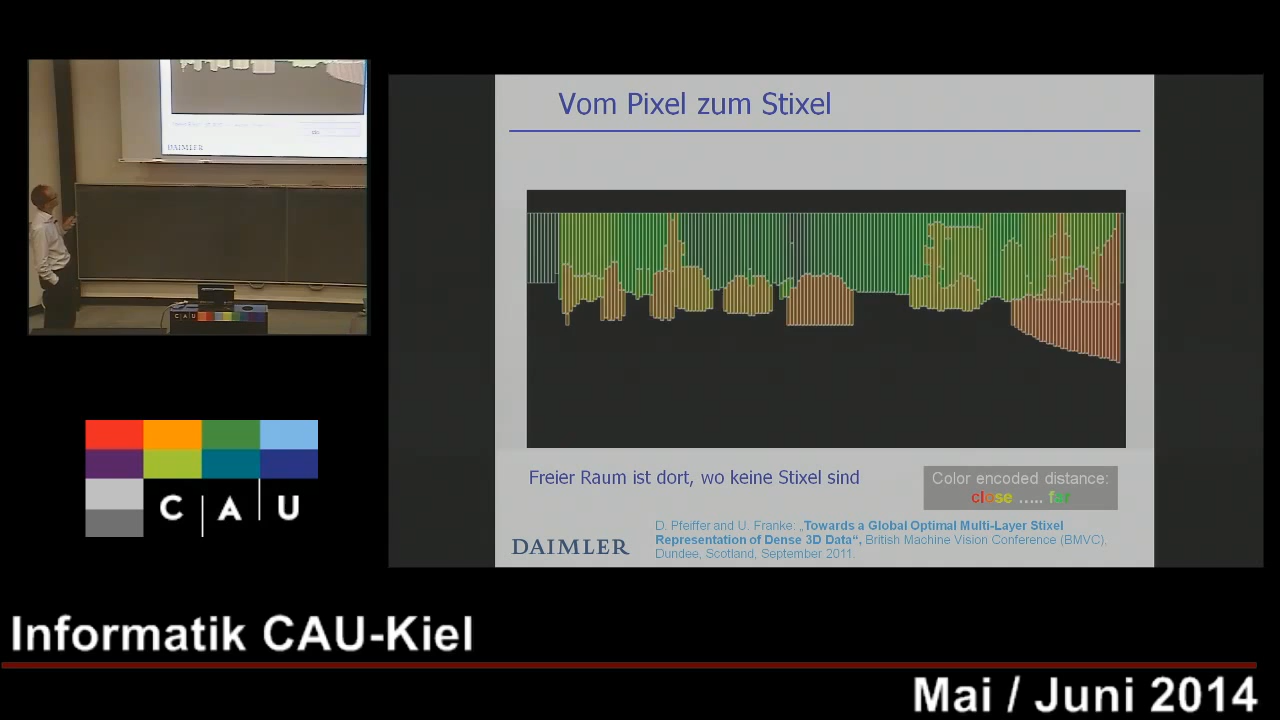 Vom Pixel zum Stixel
Freier Raum ist dort, wo keine Stixel sind
Color encoded distance:
close ..... far
D. Pfeiffer and U. Franke: „Towards a Global Optimal Multi-Layer Stixel
Representation of Dense 3D Data“, British Machine Vision Conference (BMVC),
Dundee, Scotland, September 2011.
DAIMLER
DAIMLER
CAU
C A U
Informatik CAU-Kiel
Mai / Juni 2014